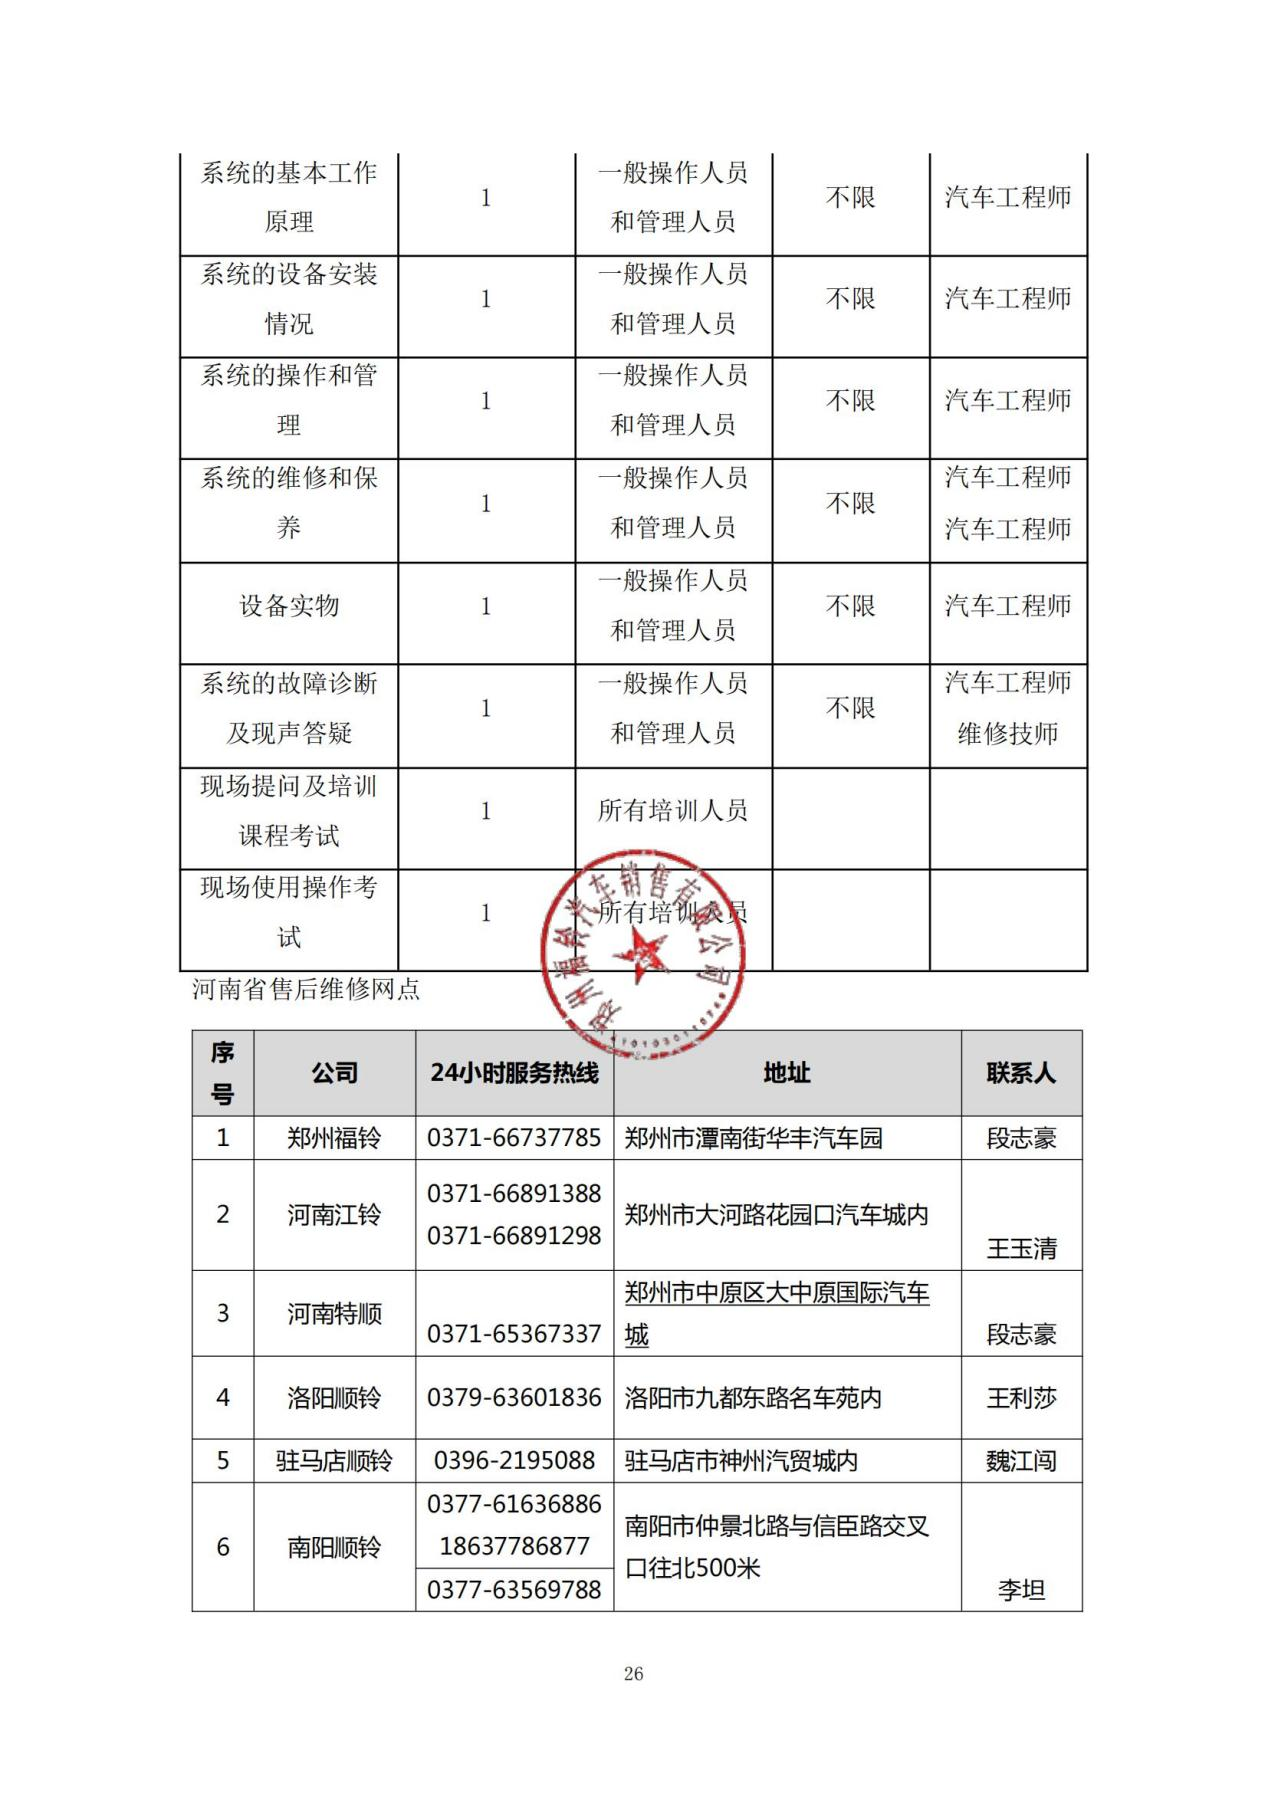 系统的基本工作
原理
1
一般操作人员
和管理人员
不限
汽车工程师
系统的设备安装
情况
1
一般操作人员
和管理人员
不限
汽车工程师
系统的操作和管
理
1
一般操作人员
和管理人员
不限
汽车工程师
系统的维修和保
养
1
一般操作人员
和管理人员
不限
汽车工程师
汽车工程师
设备实物
1
一般操作人员
和管理人员
不限
汽车工程师
系统的故障诊断
及现声答疑
1
一般操作人员
和管理人员
不限
汽车工程师
维修技师
现场提问及培训
课程考试
1
所有培训人员
现场使用操作考
试
1
所有培训人员
郑州福铃汽车销售有限公司
河南省售后维修网点
序
号
公司
24小时服务热线
地址
联系人
1
郑州福铃
0371-66737785
郑州市潭南街华丰汽车园
段志豪
2
河南江铃
0371-66891388
0371-66891298
郑州市大河路花园口汽车城内
王玉清
3
河南特顺
0371-65367337
郑州市中原区大中原国际汽车
城
段志豪
4
洛阳顺铃
0379-63601836
洛阳市九都东路名车苑内
王利莎
5
驻马店顺铃
0396-2195088
驻马店市神州汽贸城内
魏江闯
6
南阳顺铃
0377-61636886
18637786877
0377-63569788
南阳市仲景北路与信臣路交叉
口往北500米
李坦
26